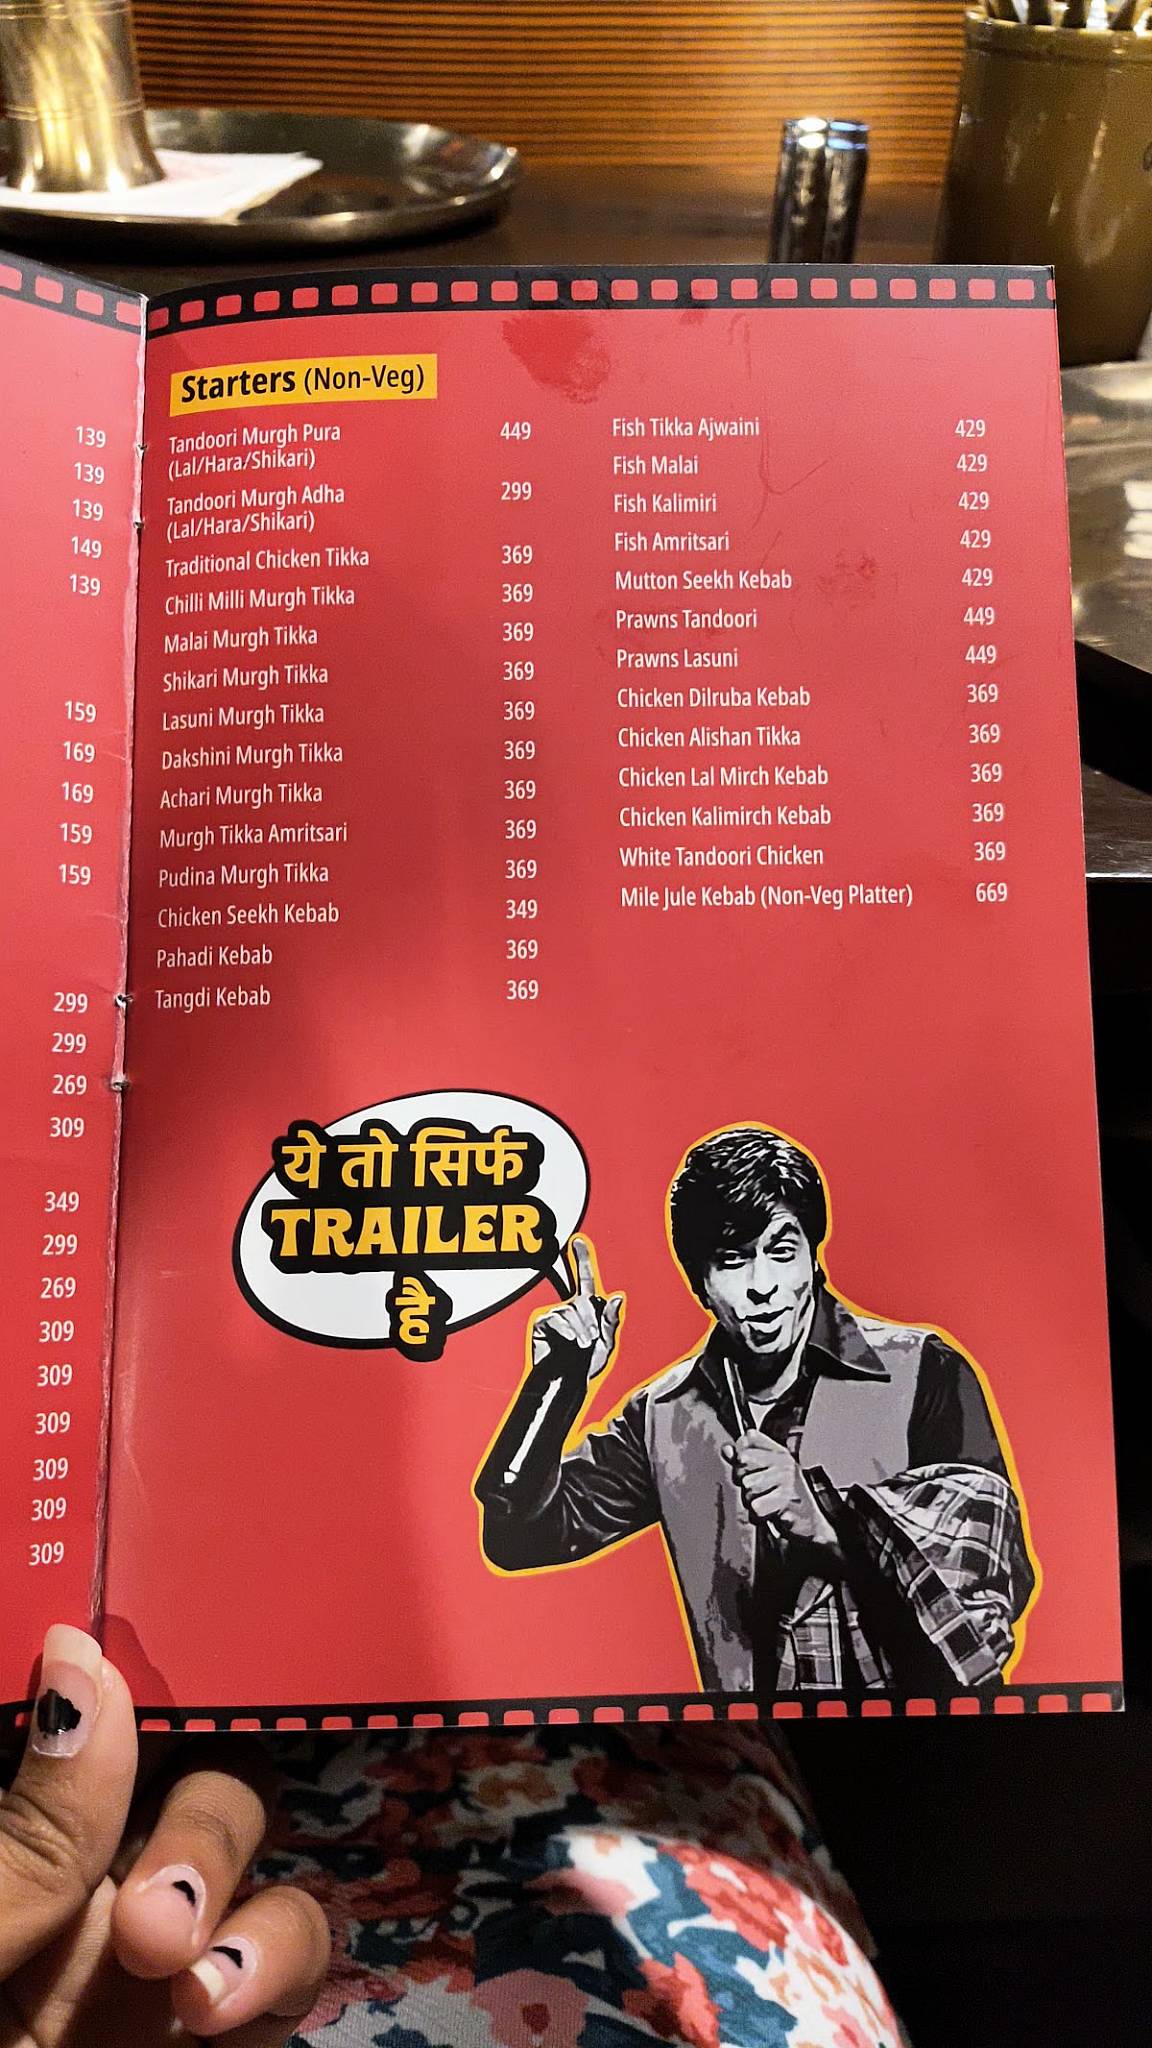 139
139
139
149
139
159
169
169
159
159
299
299
269
309
349
299
269
309
309
309
309
309
309
Starters (Non-Veg)
Tandoori Murgh Pura 449
(Lal/Hara/Shikari)
Tandoori Murgh Adha 299
(Lal/Hara/Shikari)
Traditional Chicken Tikka 369
Chilli Milli Murgh Tikka 369
Malai Murgh Tikka 369
Shikari Murgh Tikka 369
Lasuni Murgh Tikka 369
Dakshini Murgh Tikka 369
Achari Murgh Tikka 369
Murgh Tikka Amritsari 369
Pudina Murgh Tikka 369
Chicken Seekh Kebab 349
Pahadi Kebab 369
Tangdi Kebab 369
Fish Tikka Ajwaini 429
Fish Malai 429
Fish Kalimiri 429
Fish Amritsari 429
Mutton Seekh Kebab 429
Prawns Tandoori 449
Prawns Lasuni 449
Chicken Dilruba Kebab 369
Chicken Alishan Tikka 369
Chicken Lal Mirch Kebab 369
Chicken Kalimirch Kebab 369
White Tandoori Chicken 369
Mile Jule Kebab (Non-Veg Platter) 669
ये तो सिर्फ
TRAILER
है